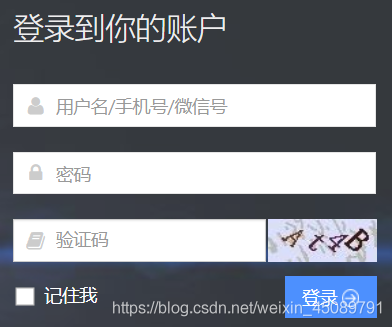 登录到你的账户
用户名/手机号/微信号
密码
验证码 At4B
记住我 登录
https://blog.csdn.net/weixin_45089791